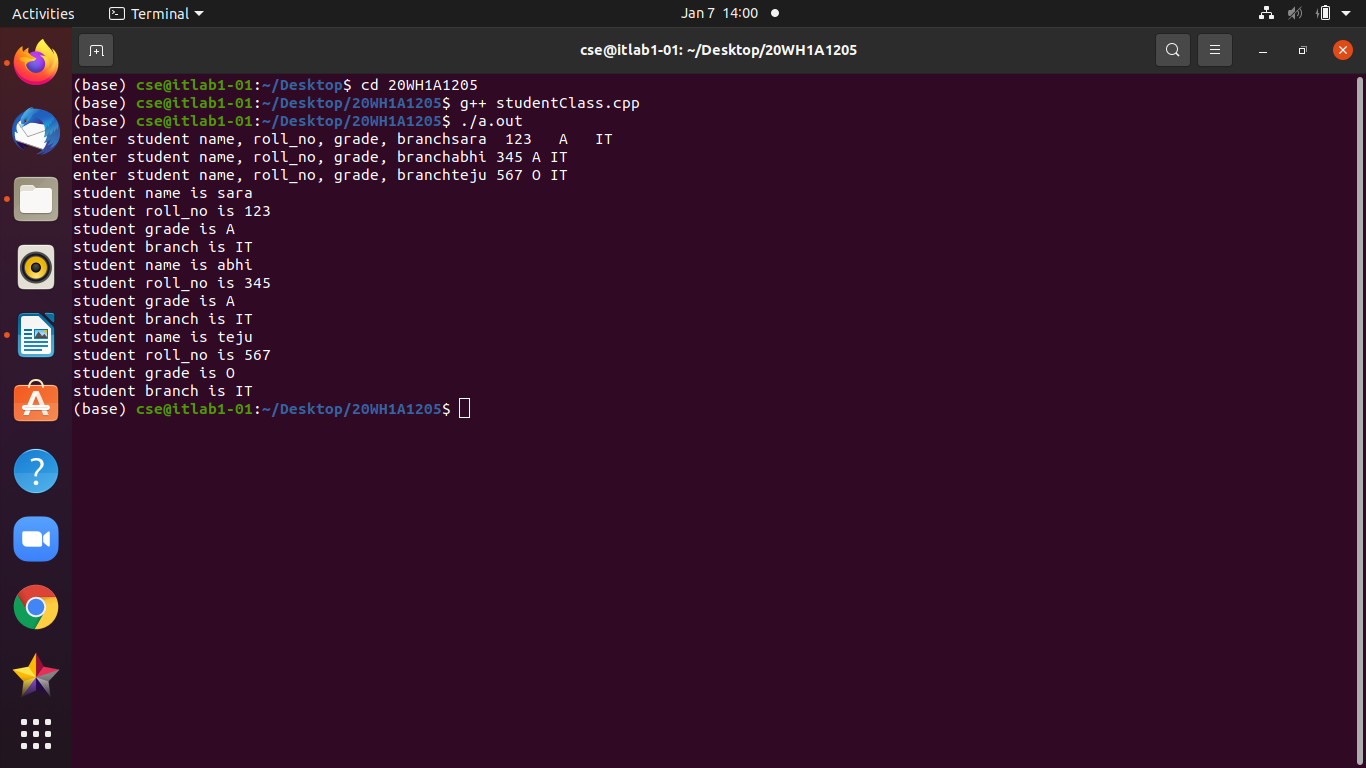 Activities Terminal Jan 7 14:00
cse@itlab1-01: ~/Desktop/20WH1A1205
(base) cse@itlab1-01:~/Desktop$ cd 20WH1A1205
(base) cse@itlab1-01:~/Desktop/20WH1A1205$ g++ studentClass.cpp
(base) cse@itlab1-01:~/Desktop/20WH1A1205$ ./a.out
enter student name, roll_no, grade, branchsara  123   A   IT
enter student name, roll_no, grade, branchabhi 345 A IT
enter student name, roll_no, grade, branchteju 567 O IT
student name is sara
student roll_no is 123
student grade is A
student branch is IT
student name is abhi
student roll_no is 345
student grade is A
student branch is IT
student name is teju
student roll_no is 567
student grade is O
student branch is IT
(base) cse@itlab1-01:~/Desktop/20WH1A1205$